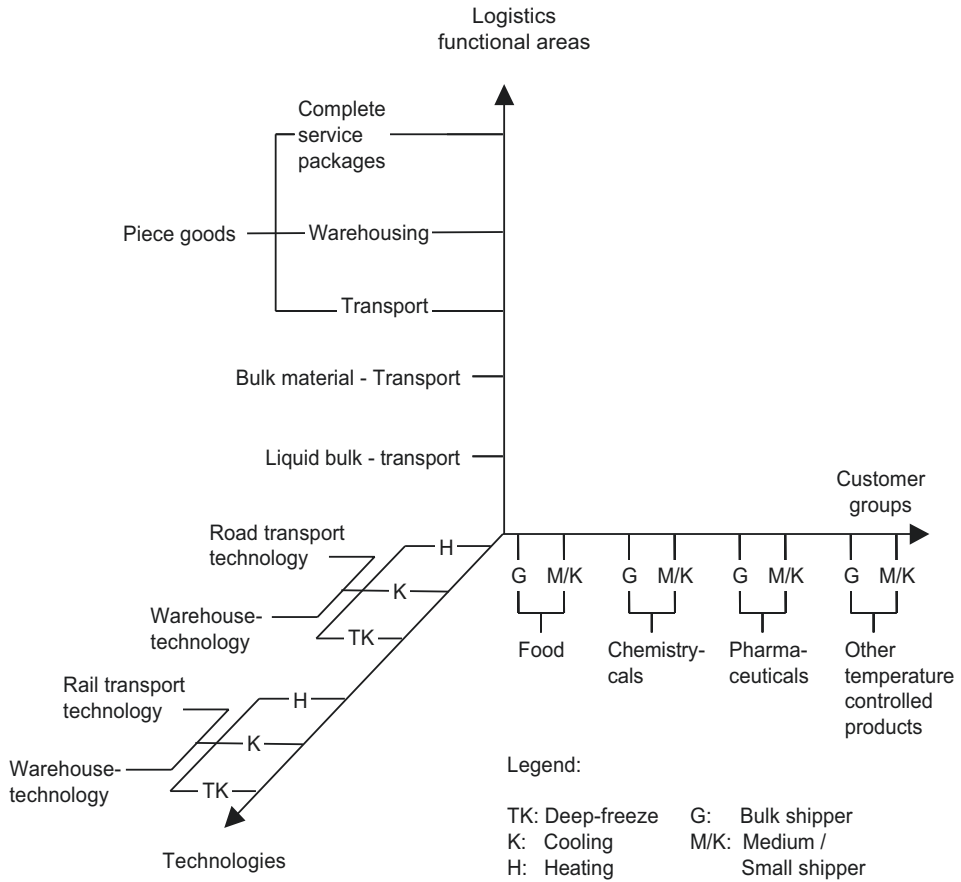 Logistics
functional areas
Complete
service
packages
Piece goods
Warehousing
Transport
Bulk material - Transport
Liquid bulk - transport
Customer
groups
Road transport
technology
H
K
TK
Warehouse-
technology
G M/K G M/K G M/K G M/K
Food
Chemistry-
cals
Pharma-
ceuticals
Other
temperature
controlled
products
Rail transport
technology
H
K
TK
Warehouse-
technology
Technologies
Legend:
TK: Deep-freeze G: Bulk shipper
K: Cooling M/K: Medium /
H: Heating Small shipper